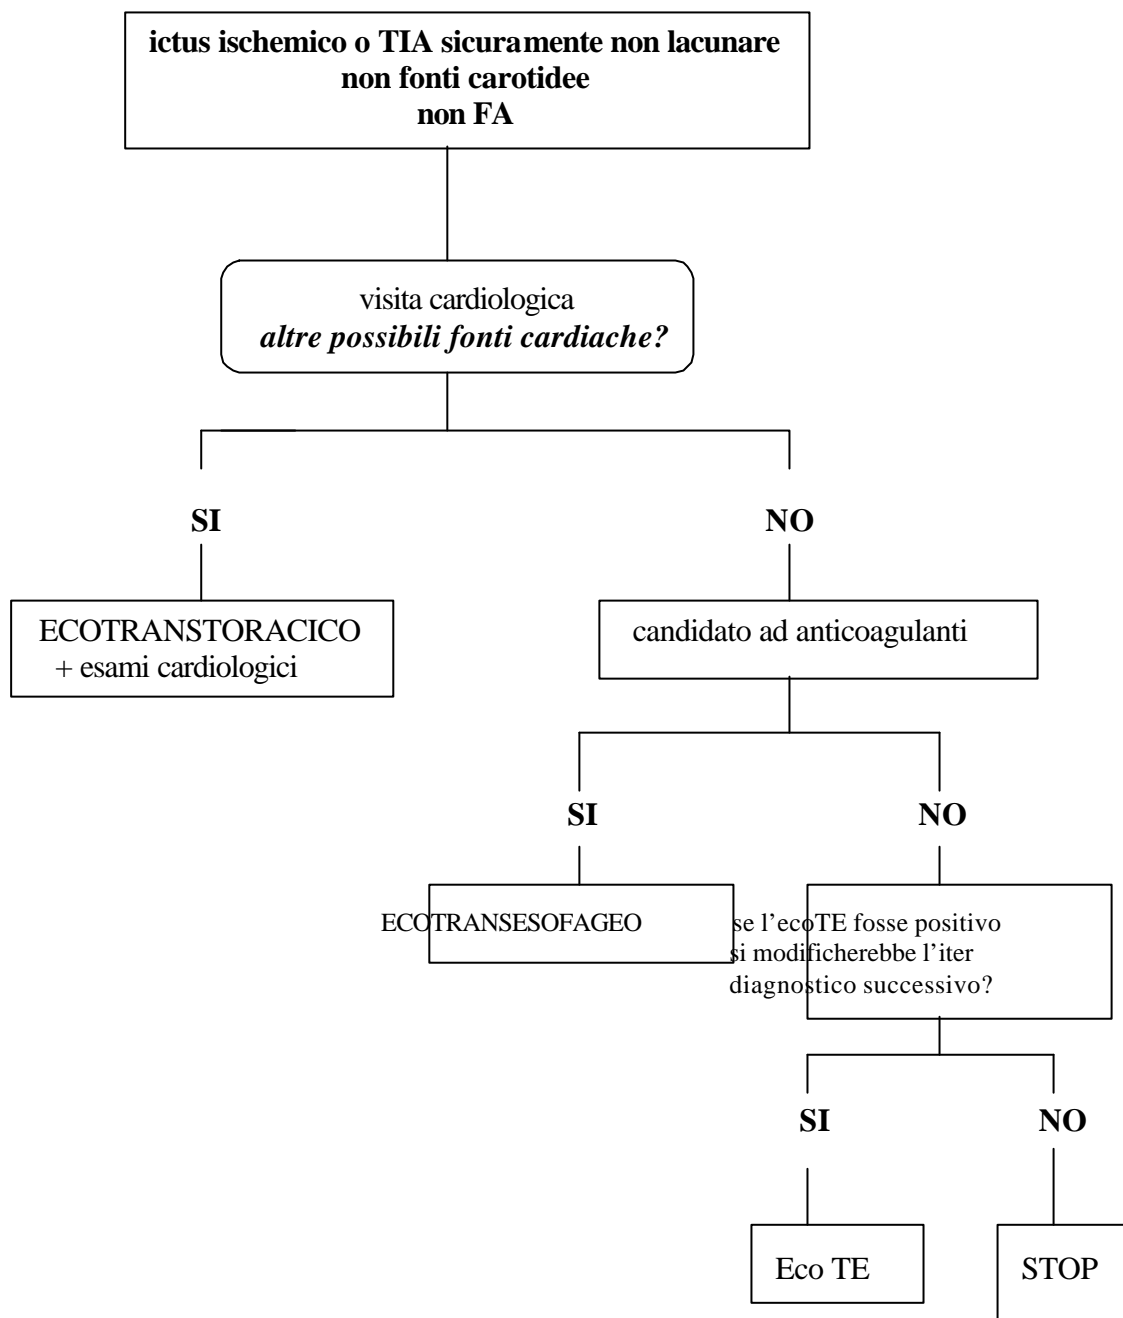 ictus ischemico o TIA sicuramente non lacunare
non fonti carotidee
non FA
visita cardiologica
altre possibili fonti cardiache?
SI
NO
ECOTRANSTORACICO
+ esami cardiologici
candidato ad anticoagulanti
SI
NO
ECOTRANSESOFAGEO
se l’ecoTE fosse positivo
si modificherebbe l’iter
diagnostico successivo?
SI
NO
Eco TE
STOP